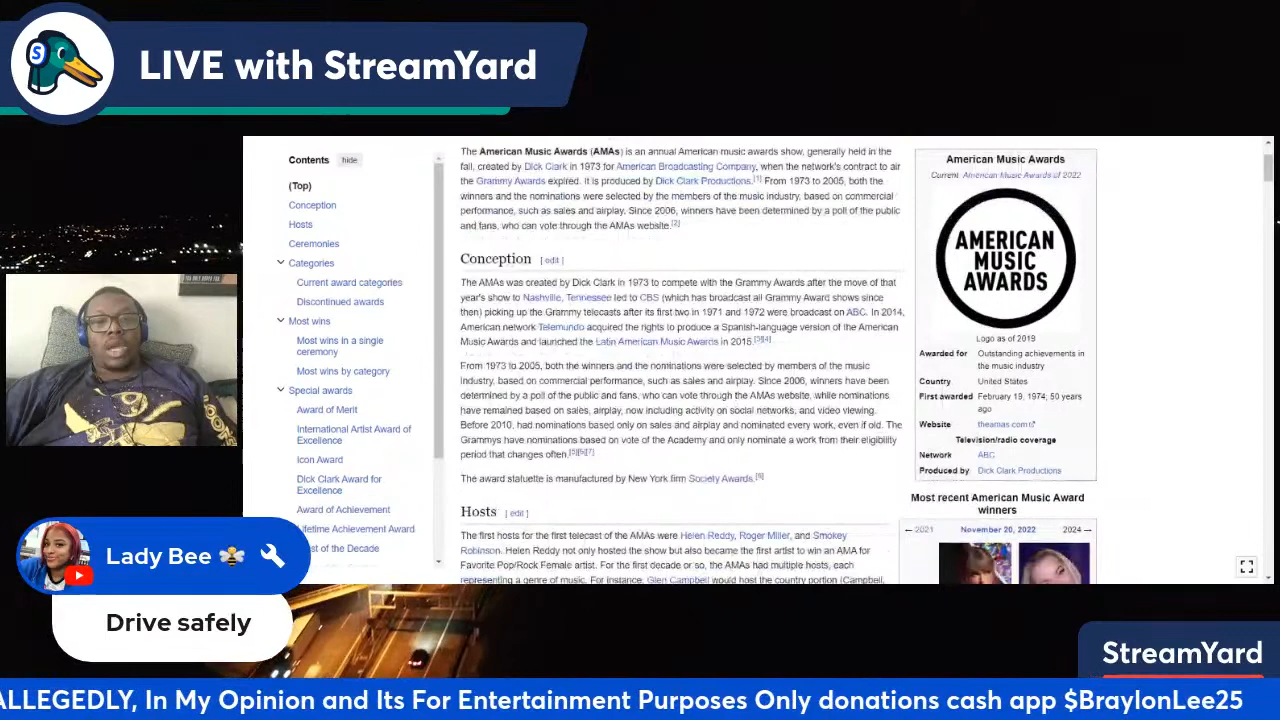 LIVE with StreamYard
Contents hide
(Top)
Conception
Hosts
Ceremonies
Categories
Current award categories
Discontinued awards
Most wins
Most wins in a single
ceremony
Most wins by category
Special awards
Award of Merit
International Artist Award of
Excellence
Icon Award
Dick Clark Award for
Excellence
Award of Achievement
Lifetime Achievement Award
st of the Decade
The American Music Awards (AMAs) is an annual American music awards show, generally held in the
fall, created by Dick Clark in 1973 for American Broadcasting Company, when the network's contract to air
the Grammy Awards expired. It is produced by Dick Clark Productions.[1] From 1973 to 2005, both the
winners and the nominations were selected by the members of the music industry, based on commercial
performance, such as sales and airplay. Since 2006, winners have been determined by a poll of the public
and fans, who can vote through the AMAs website.[2]
Conception [ edit ]
The AMAs was created by Dick Clark in 1973 to compete with the Grammy Awards after the move of that
year's show to Nashville, Tennessee led to CBS (which has broadcast all Grammy Award shows since
then) picking up the Grammy telecasts after its first two in 1971 and 1972 were broadcast on ABC. In 2014,
American network Telemundo acquired the rights to produce a Spanish-language version of the American
Music Awards and launched the Latin American Music Awards in 2015.[3][4]
From 1973 to 2005, both the winners and the nominations were selected by members of the music
industry, based on commercial performance, such as sales and airplay. Since 2006, winners have been
determined by a poll of the public and fans, who can vote through the AMAs website, while nominations
have remained based on sales, airplay, now including activity on social networks, and video viewing.
Before 2010, had nominations based only on sales and airplay and nominated every work, even if old. The
Grammys have nominations based on vote of the Academy and only nominate a work from their eligibility
period that changes often.[5][6][7]
The award statuette is manufactured by New York firm Society Awards.[8]
Hosts [ edit ]
The first hosts for the first telecast of the AMAs were Helen Reddy, Roger Miller, and Smokey
Robinson. Helen Reddy not only hosted the show but also became the first artist to win an AMA for
Favorite Pop/Rock Female artist. For the first decade or so, the AMAs had multiple hosts, each
representing a genre of music. For instance, Glen Campbell would host the country portion (Campbell,
American Music Awards
Current American Music Awards of 2022
AMERICAN
MUSIC
AWARDS
Logo as of 2019
Awarded for Outstanding achievements in
the music industry
Country United States
First awarded February 19, 1974; 50 years
ago
Website theamas.com
Television/radio coverage
Network ABC
Produced by Dick Clark Productions
Most recent American Music Award
winners
← 2021 November 20, 2022 2024 →
Lady Bee 🐝
Drive safely
StreamYard
ALLEGEDLY, In My Opinion and Its For Entertainment Purposes Only donations cash app $BraylonLee25